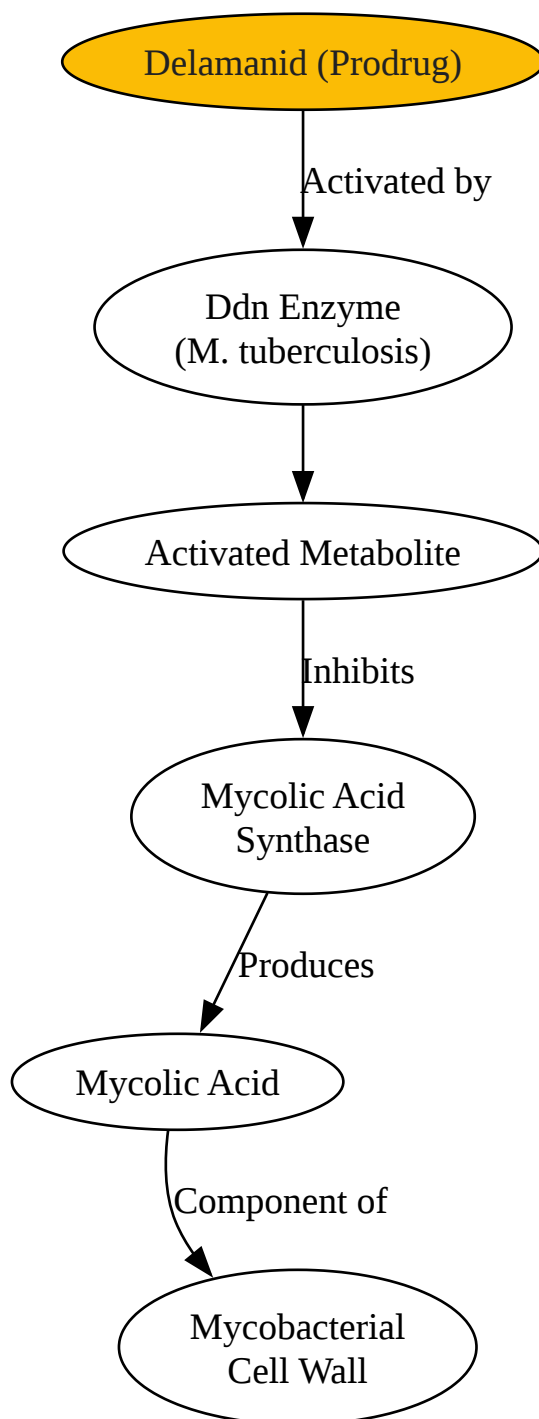 Delamanid (Prodrug)
Activated by
Ddn Enzyme
(M. tuberculosis)
Activated Metabolite
Inhibits
Mycolic Acid
Synthase
Produces
Mycolic Acid
Component of
Mycobacterial
Cell Wall